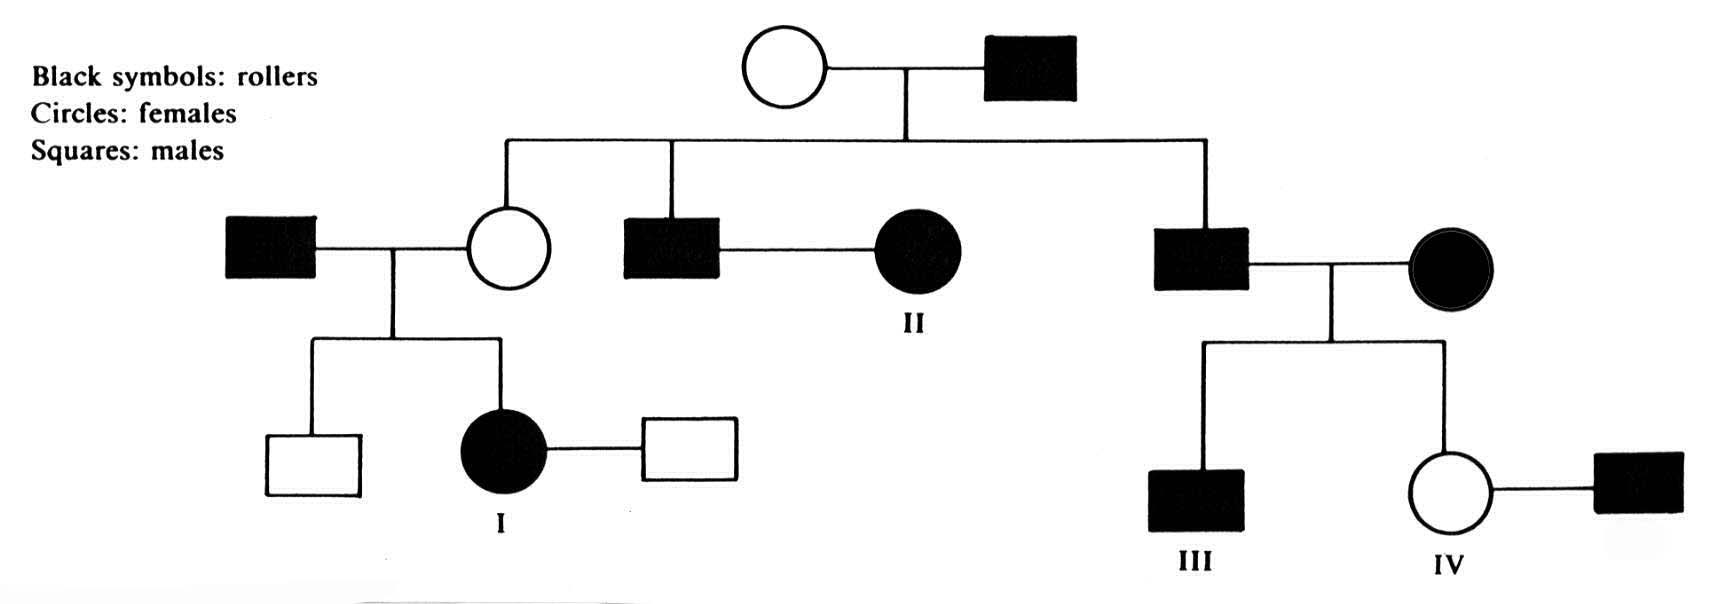 Black symbols: rollers
Circles: females
Squares: males
II
I
III
IV